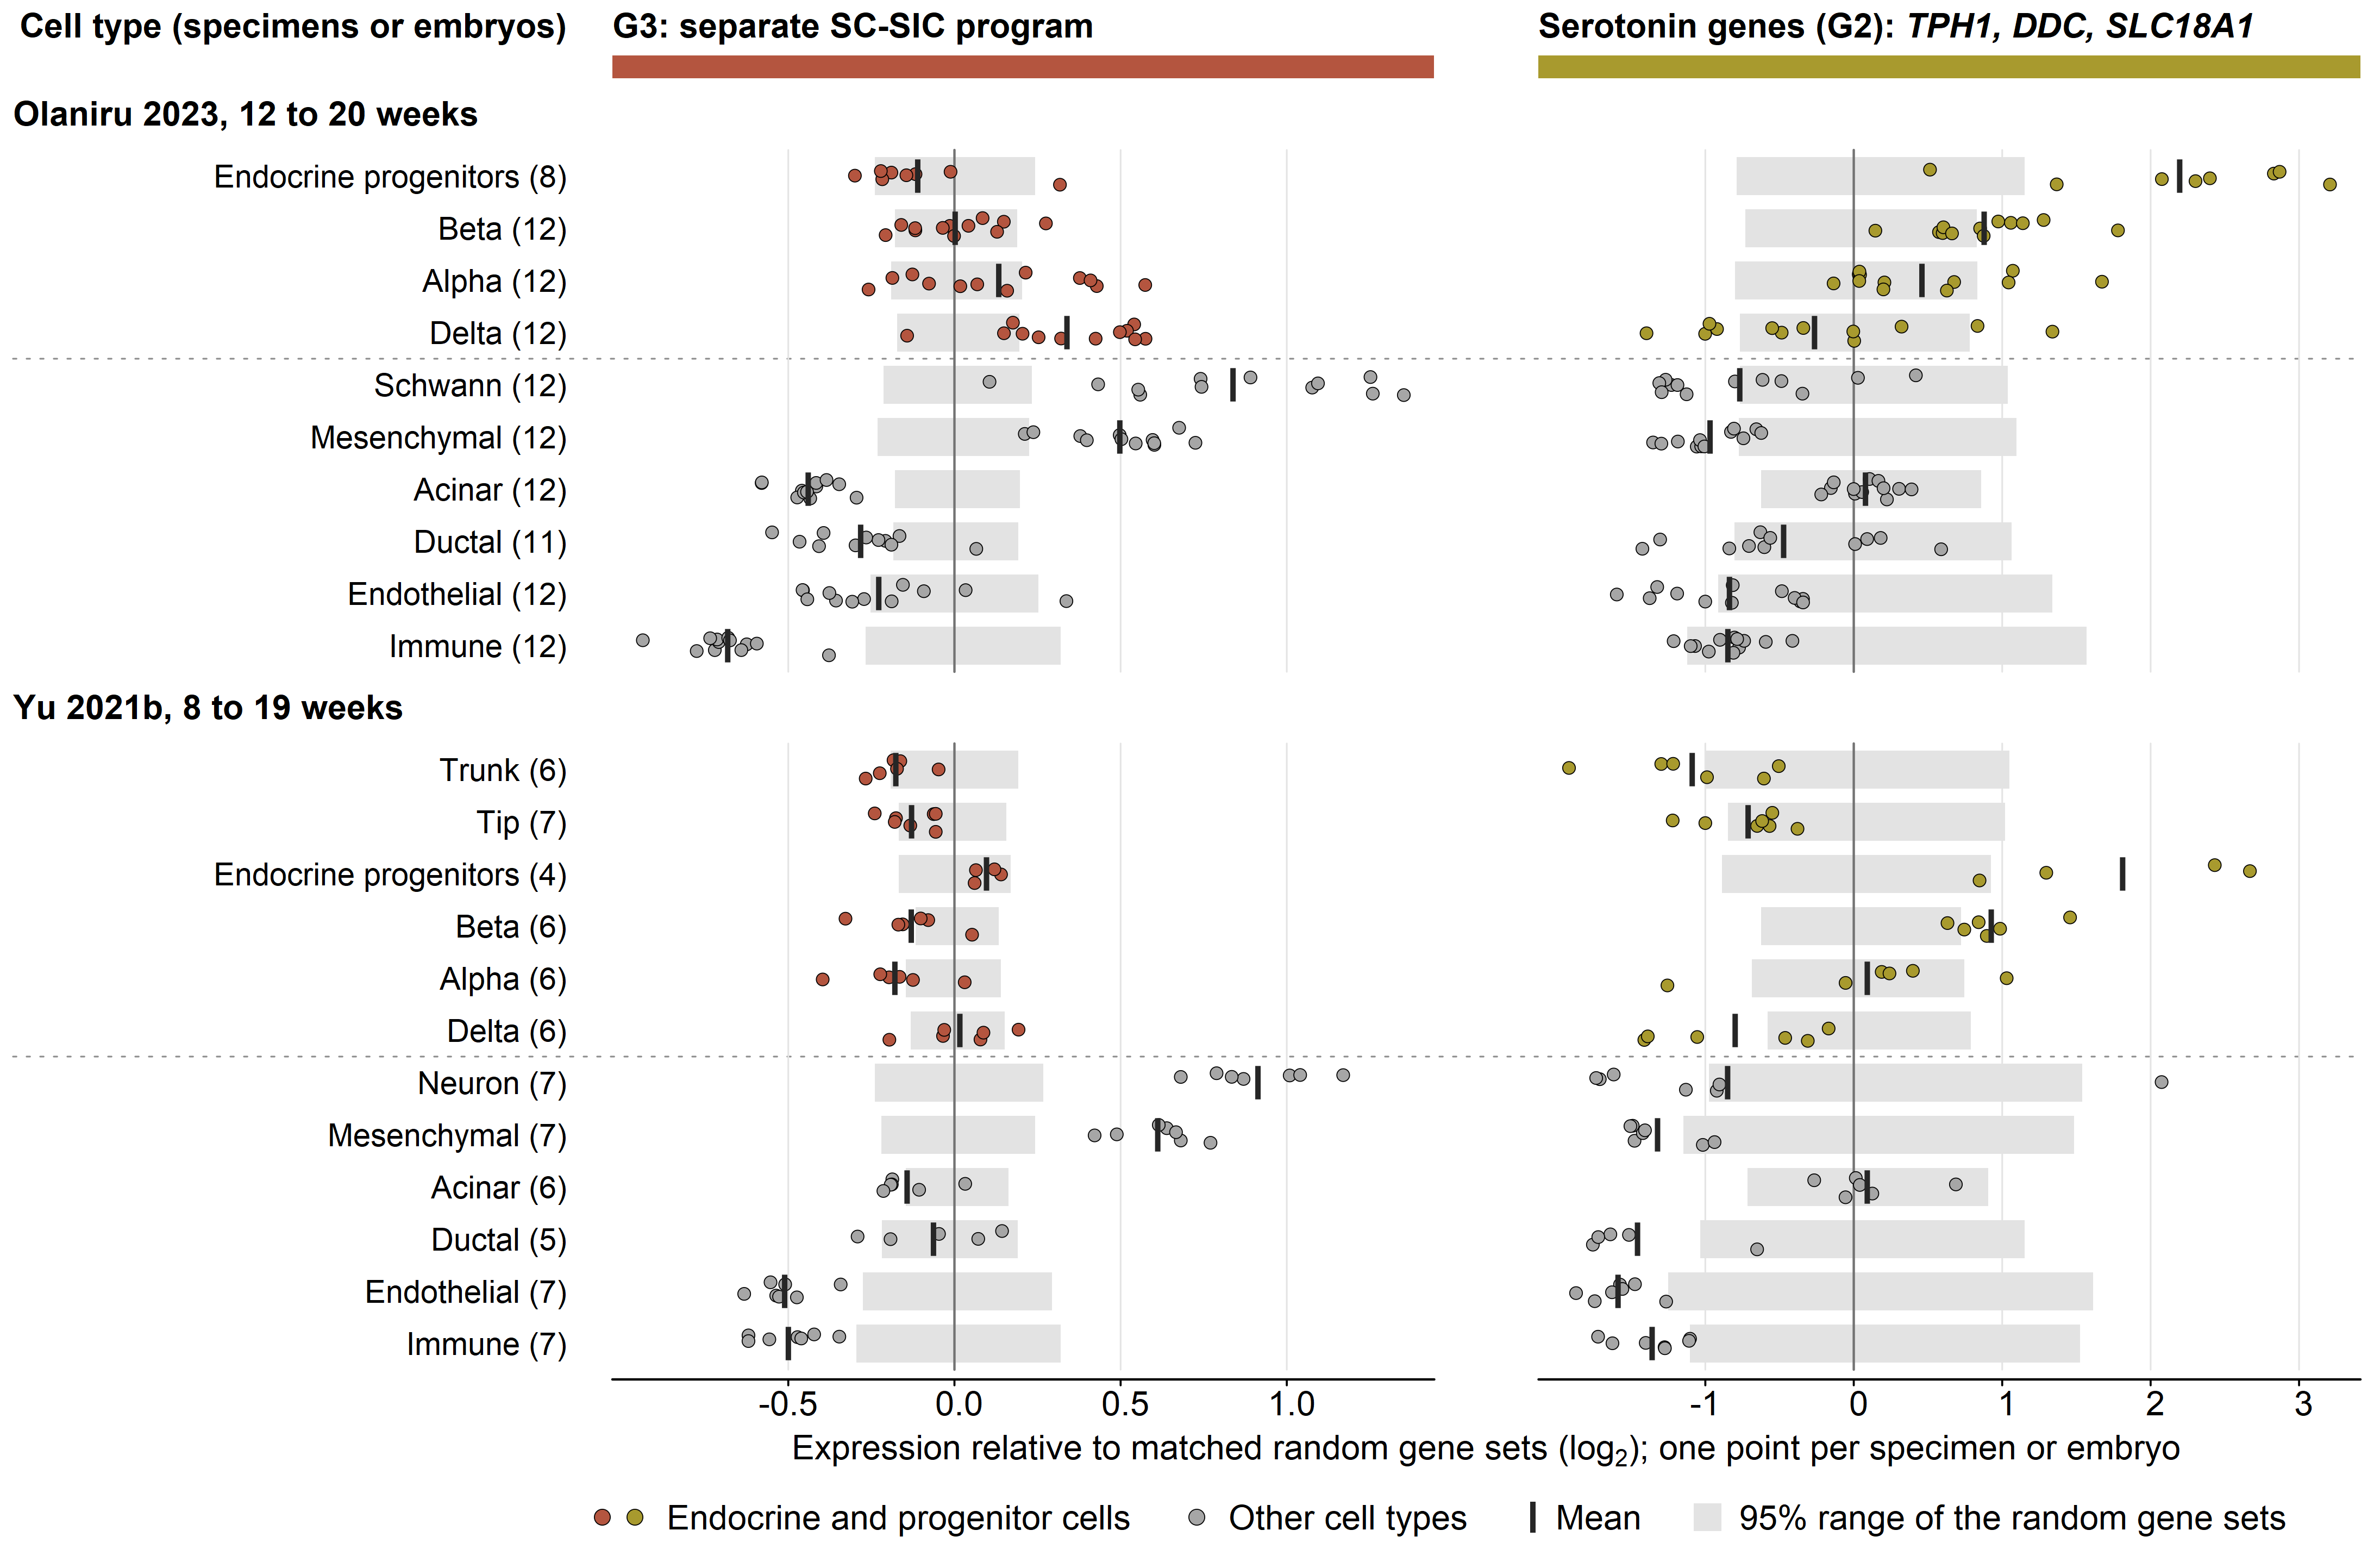 Cell type (specimens or embryos)
G3: separate SC-SIC program
Serotonin genes (G2): TPH1, DDC, SLC18A1
Olaniru 2023, 12 to 20 weeks
Endocrine progenitors (8)
Beta (12)
Alpha (12)
Delta (12)
Schwann (12)
Mesenchymal (12)
Acinar (12)
Ductal (11)
Endothelial (12)
Immune (12)
Yu 2021b, 8 to 19 weeks
Trunk (6)
Tip (7)
Endocrine progenitors (4)
Beta (6)
Alpha (6)
Delta (6)
Neuron (7)
Mesenchymal (7)
Acinar (6)
Ductal (5)
Endothelial (7)
Immune (7)
-0.5 0.0 0.5 1.0
-1 0 1 2 3
Expression relative to matched random gene sets (log2); one point per specimen or embryo
Endocrine and progenitor cells
Other cell types
Mean
95% range of the random gene sets